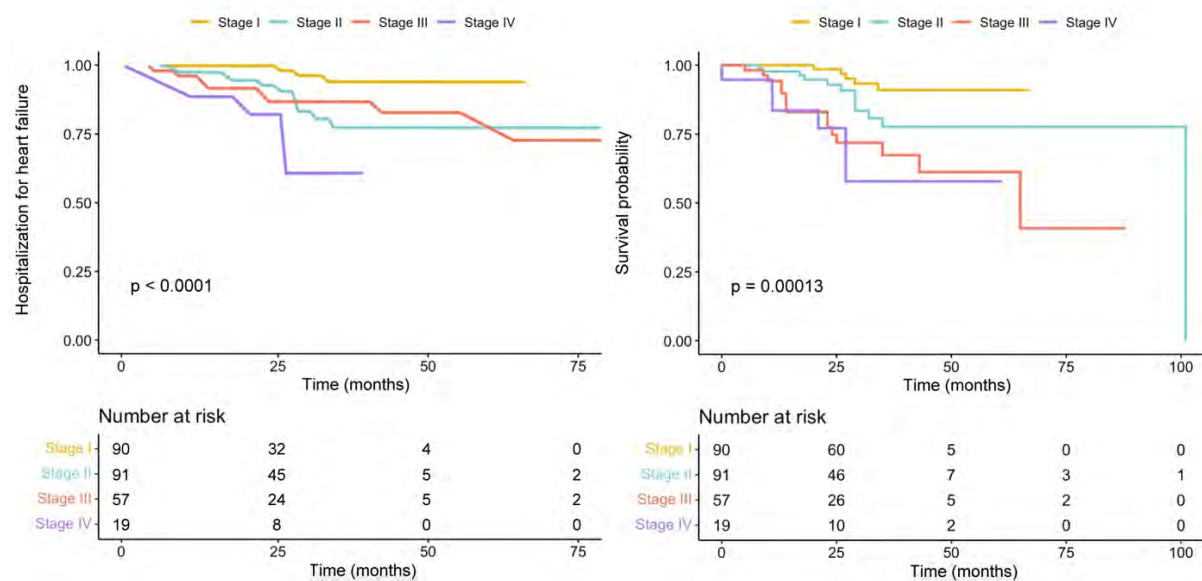 Stage I Stage II Stage III Stage IV
Hospitalization for heart failure
1.00
0.75
0.50
0.25
0.00
p < 0.0001
0 25 50 75
Time (months)
Number at risk
Stage I 90 32 4 0
Stage II 91 45 5 2
Stage III 57 24 5 2
Stage IV 19 8 0 0
0 25 50 75
Time (months)
Stage I Stage II Stage III Stage IV
Survival probability
1.00
0.75
0.50
0.25
0.00
p = 0.00013
0 25 50 75 100
Time (months)
Number at risk
Stage I 90 60 5 0 0
Stage II 91 46 7 3 1
Stage III 57 26 5 2 0
Stage IV 19 10 2 0 0
0 25 50 75 100
Time (months)